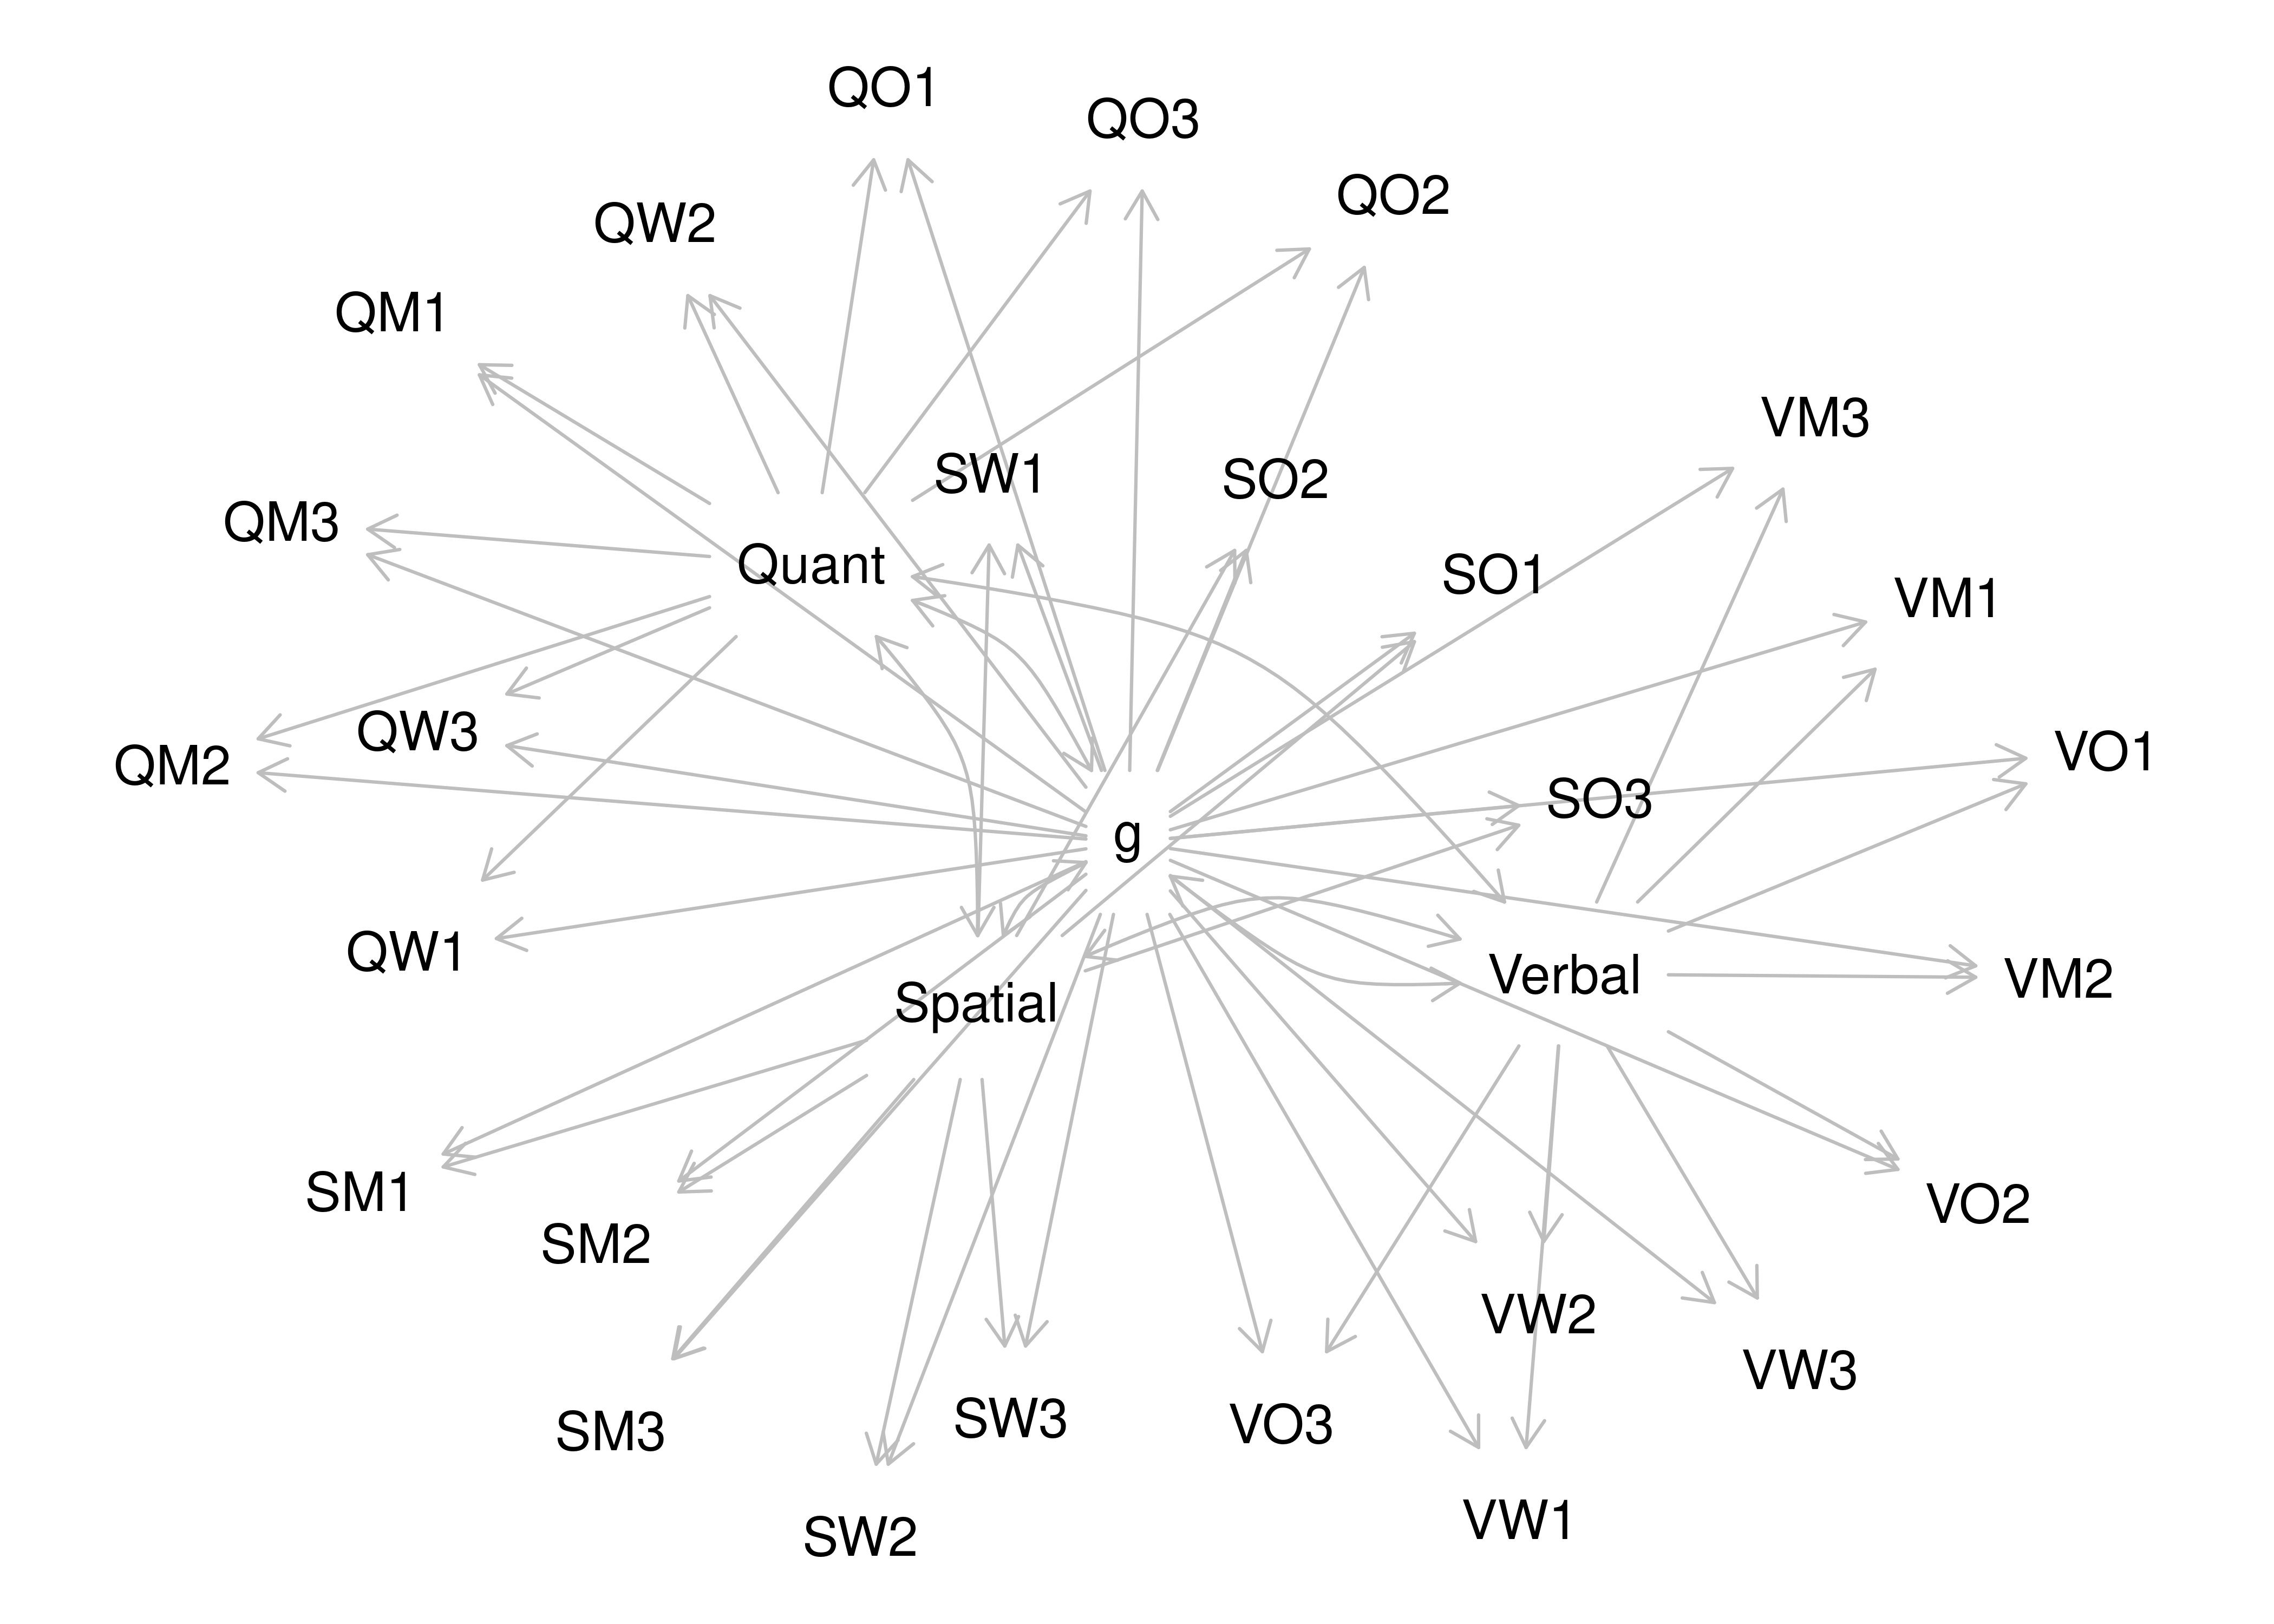 QO1
QO3
QO2
QW2
QM1
VM3
SW1
SO2
QM3
Quant
SO1
VM1
QW3
QM2
VO1
SO3
g
QW1
Verbal
VM2
Spatial
SM1
VO2
SM2
VW2
VW3
SM3
SW3
VO3
VW1
SW2